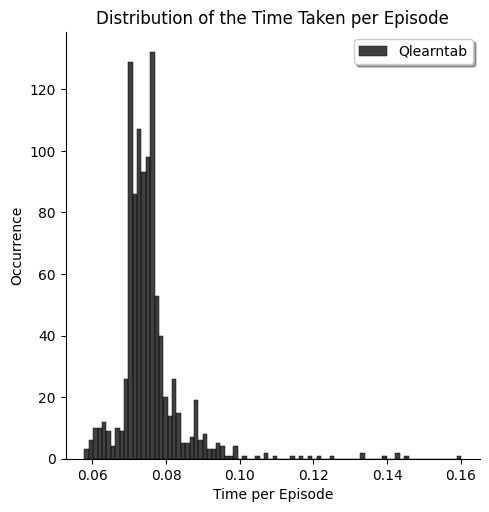 Distribution of the Time Taken per Episode
Qlearntab
Occurrence
120
100
80
60
40
20
0
0.06 0.08 0.10 0.12 0.14 0.16
Time per Episode